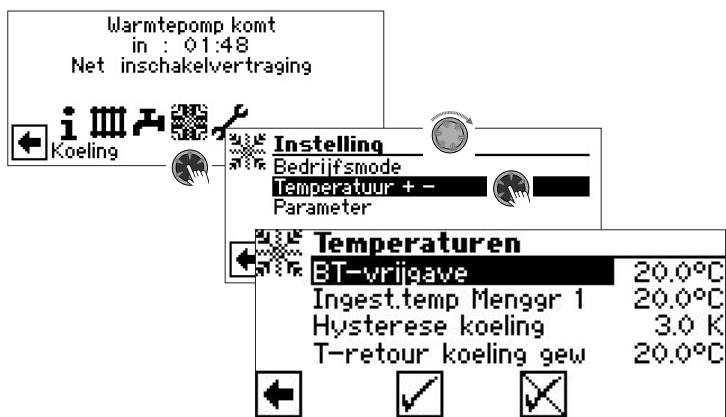 Warmtepomp komt
in : 01:48
Net inschakelvertraging
Koeling
Instelling
Bedrijfsmode
Temperatuur + -
Parameter
Temperaturen
BT-vrijgave 20.0°C
Ingest.temp Menggr 1 20.0°C
Hysterese koeling 3.0 K
T-retour koeling gew 20.0°C